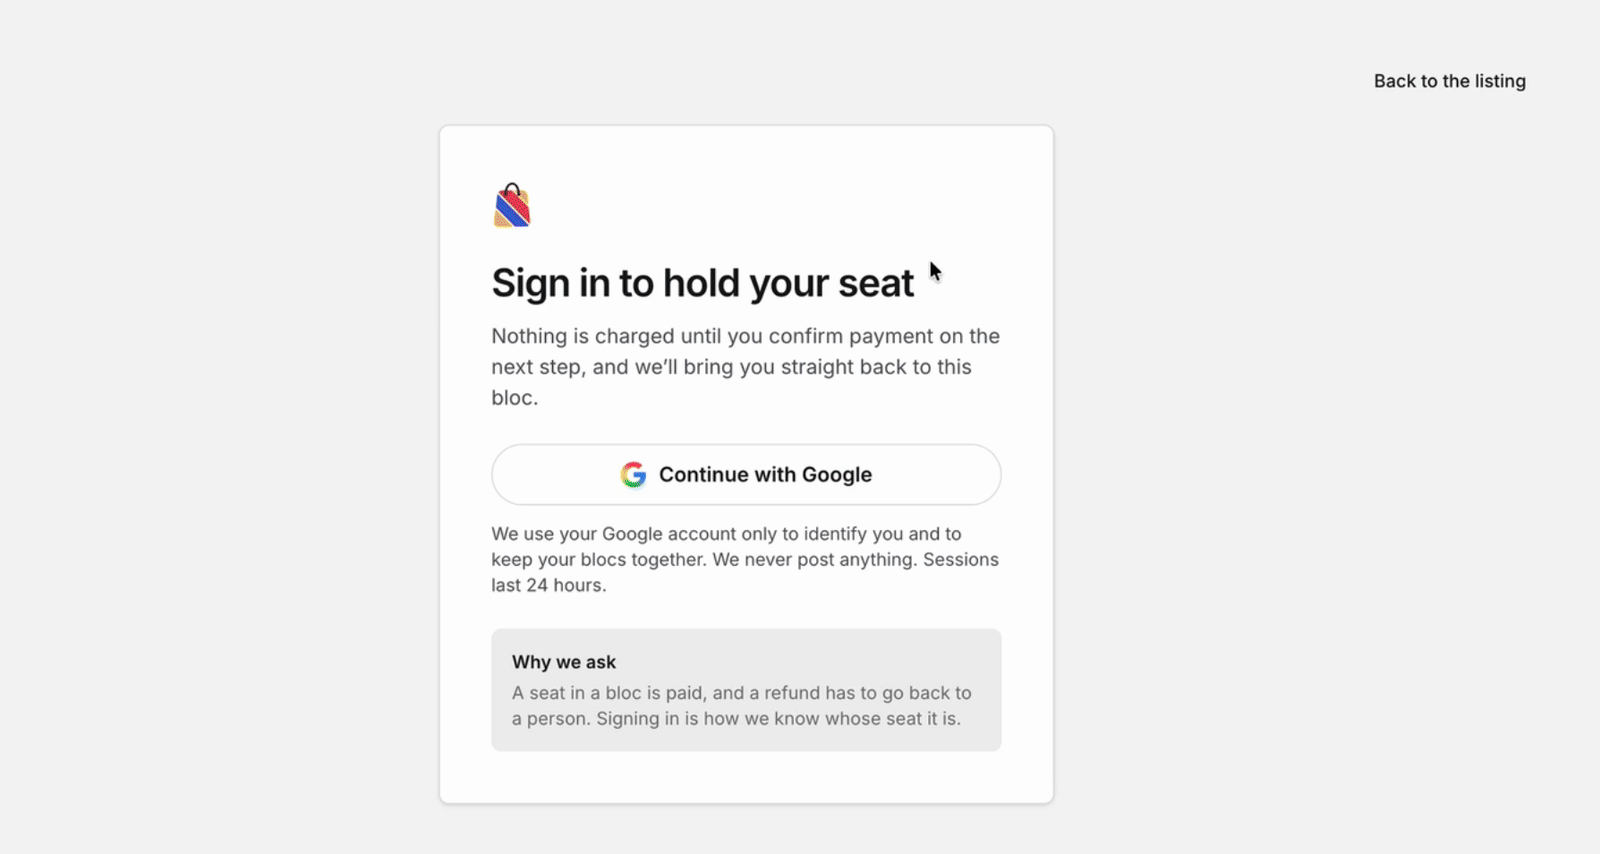 Back to the listing
Sign in to hold your seat
Nothing is charged until you confirm payment on the
next step, and we’ll bring you straight back to this
bloc.
Continue with Google
We use your Google account only to identify you and to
keep your blocs together. We never post anything. Sessions
last 24 hours.
Why we ask
A seat in a bloc is paid, and a refund has to go back to
a person. Signing in is how we know whose seat it is.